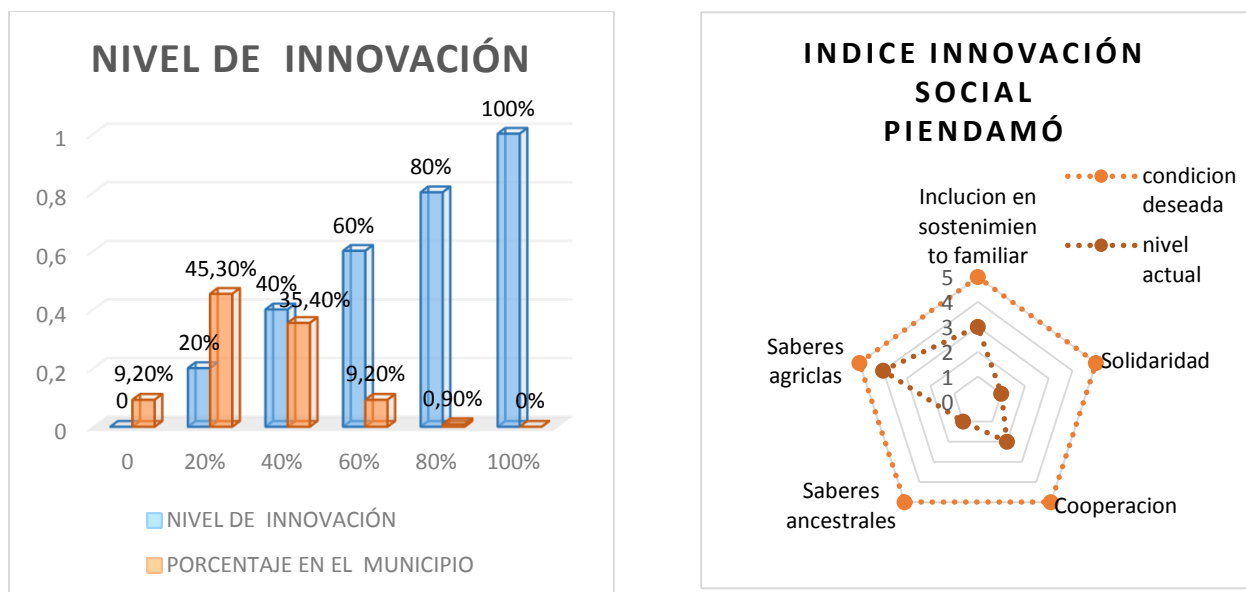 NIVEL DE INNOVACIÓN
100%
1
80%
0,8
60%
0,6
45,30%
40%
35,40%
0,4
20%
0,2
9,20%
9,20%
0
0,90%
0%
0
0 20% 40% 60% 80% 100%
NIVEL DE INNOVACIÓN
PORCENTAJE EN EL MUNICIPIO
INDICE INNOVACIÓN
SOCIAL
PIENDAMÓ
condicion
deseada
nivel
actual
Inclucion en
sostenimien
to familiar
5
4
3
2
1
0
Solidaridad
Cooperacion
Saberes
ancestrales
Saberes
agriclas